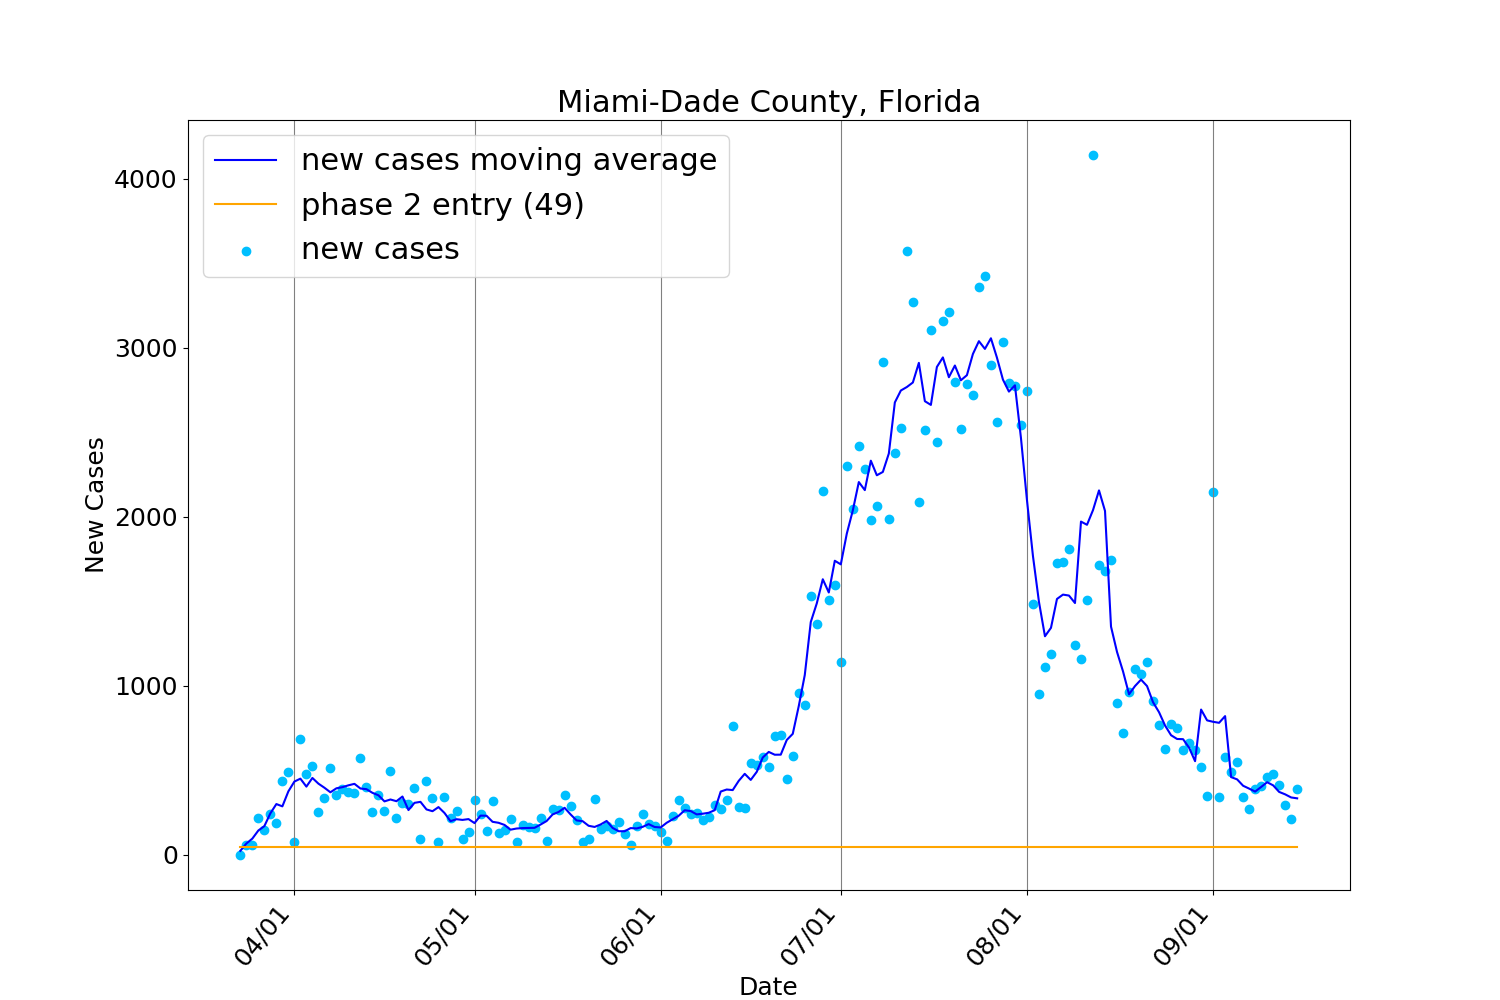 Miami-Dade County, Florida
new cases moving average
phase 2 entry (49)
new cases
4000
3000
2000
1000
0
New Cases
04/01
05/01
06/01
07/01
08/01
09/01
Date